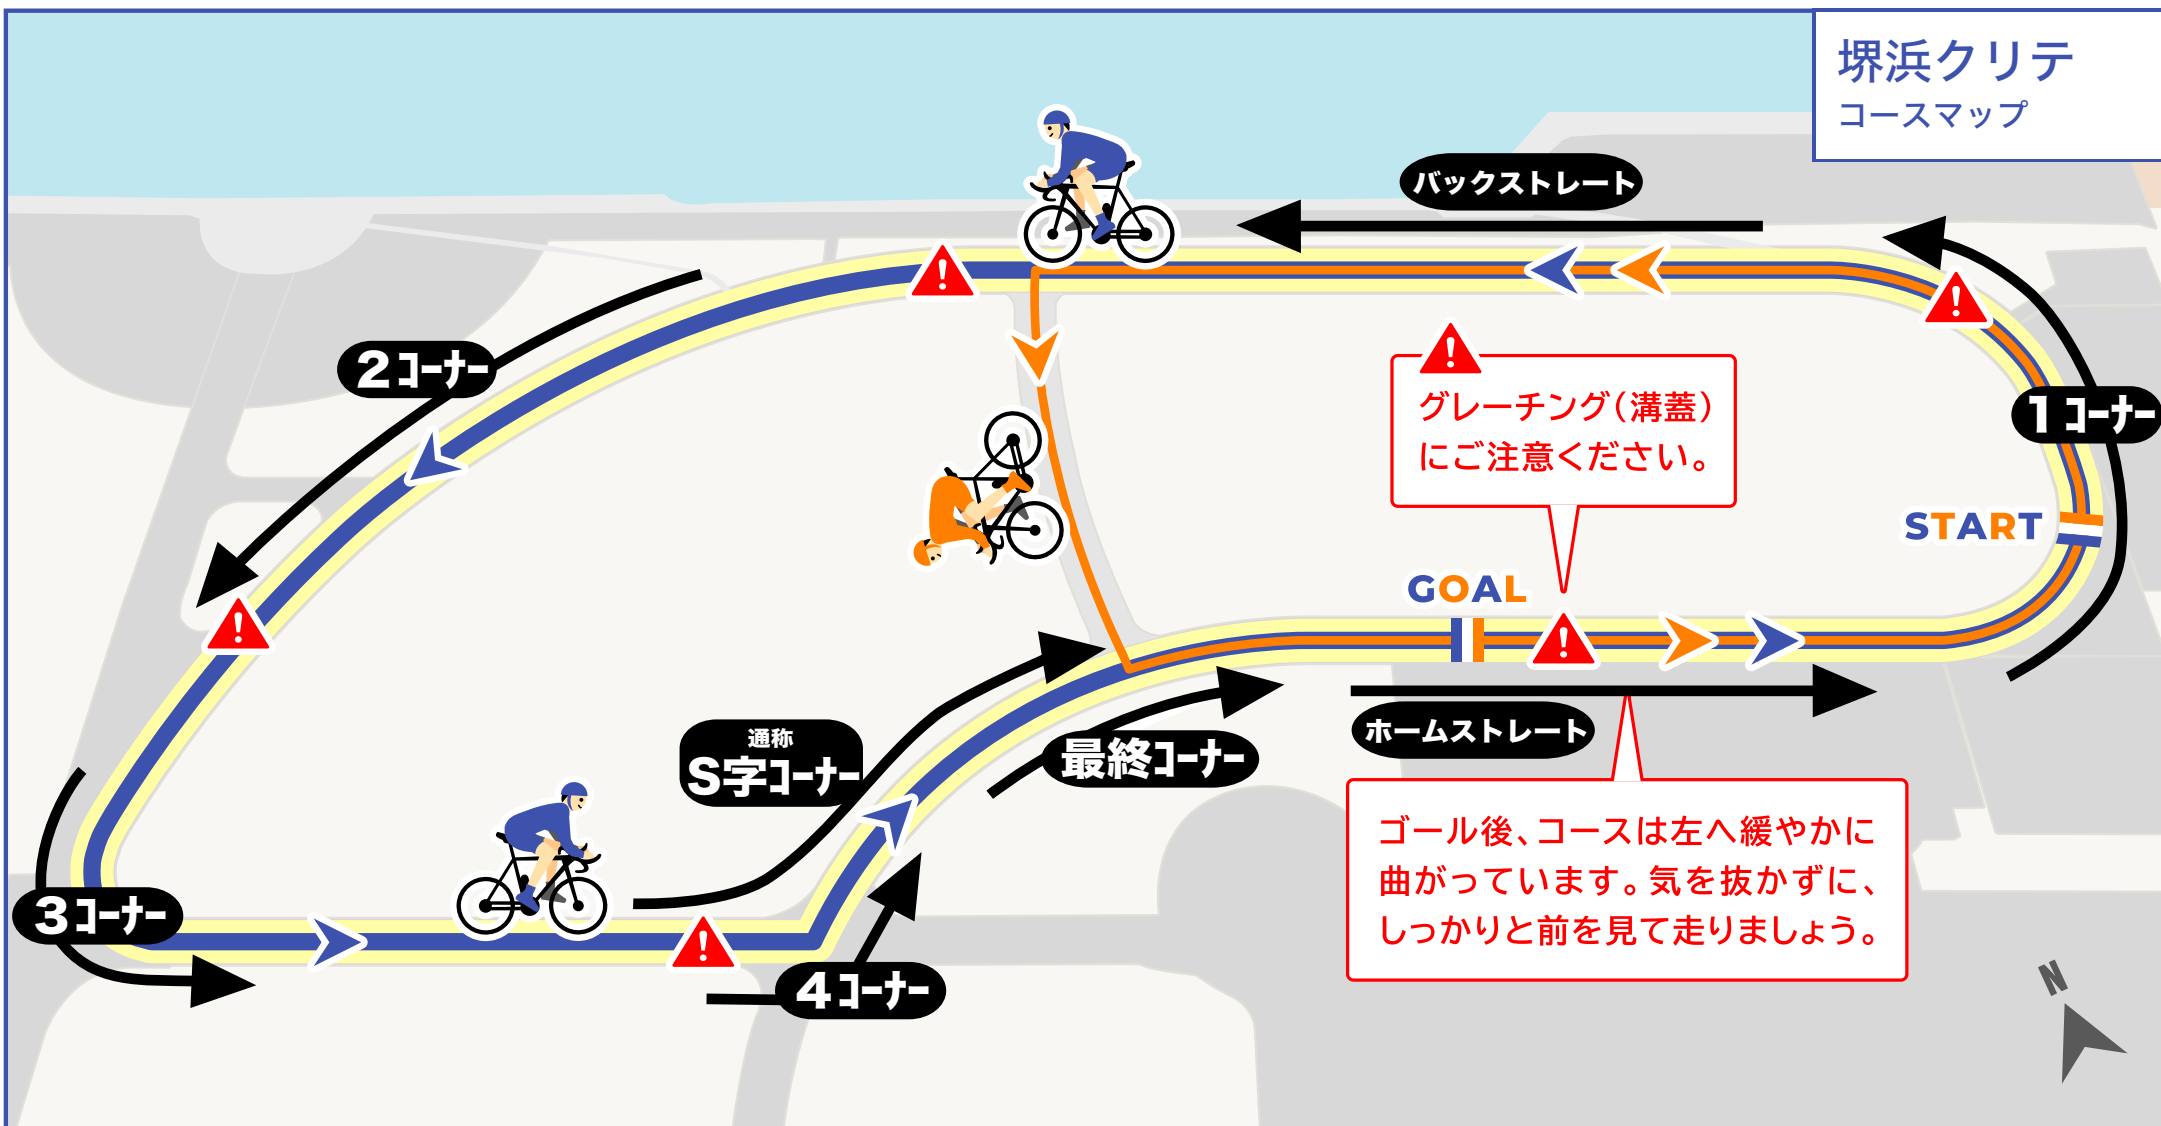 堺浜クリテ
コースマップ
バックストレート
2コーナー
1コーナー
グレーチング（溝蓋）
にご注意ください。
START
GOAL
通称
S字コーナー
最終コーナー
ホームストレート
ゴール後、コースは左へ緩やかに
曲がっています。気を抜かずに、
しっかりと前を見て走りましょう。
3コーナー
4コーナー
N